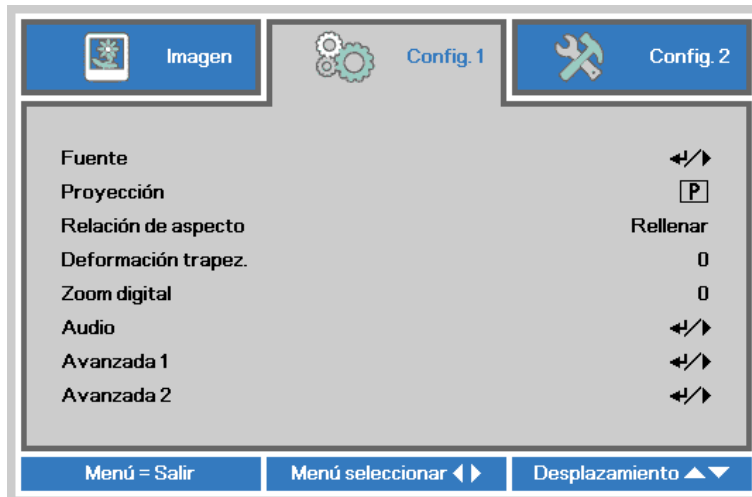 Imagen Config. 1 Config. 2
Fuente ↵/▶
Proyección P
Relación de aspecto Rellenar
Deformación trapez. 0
Zoom digital 0
Audio ↵/▶
Avanzada 1 ↵/▶
Avanzada 2 ↵/▶
Menú = Salir Menú seleccionar ◀▶ Desplazamiento ▲▼